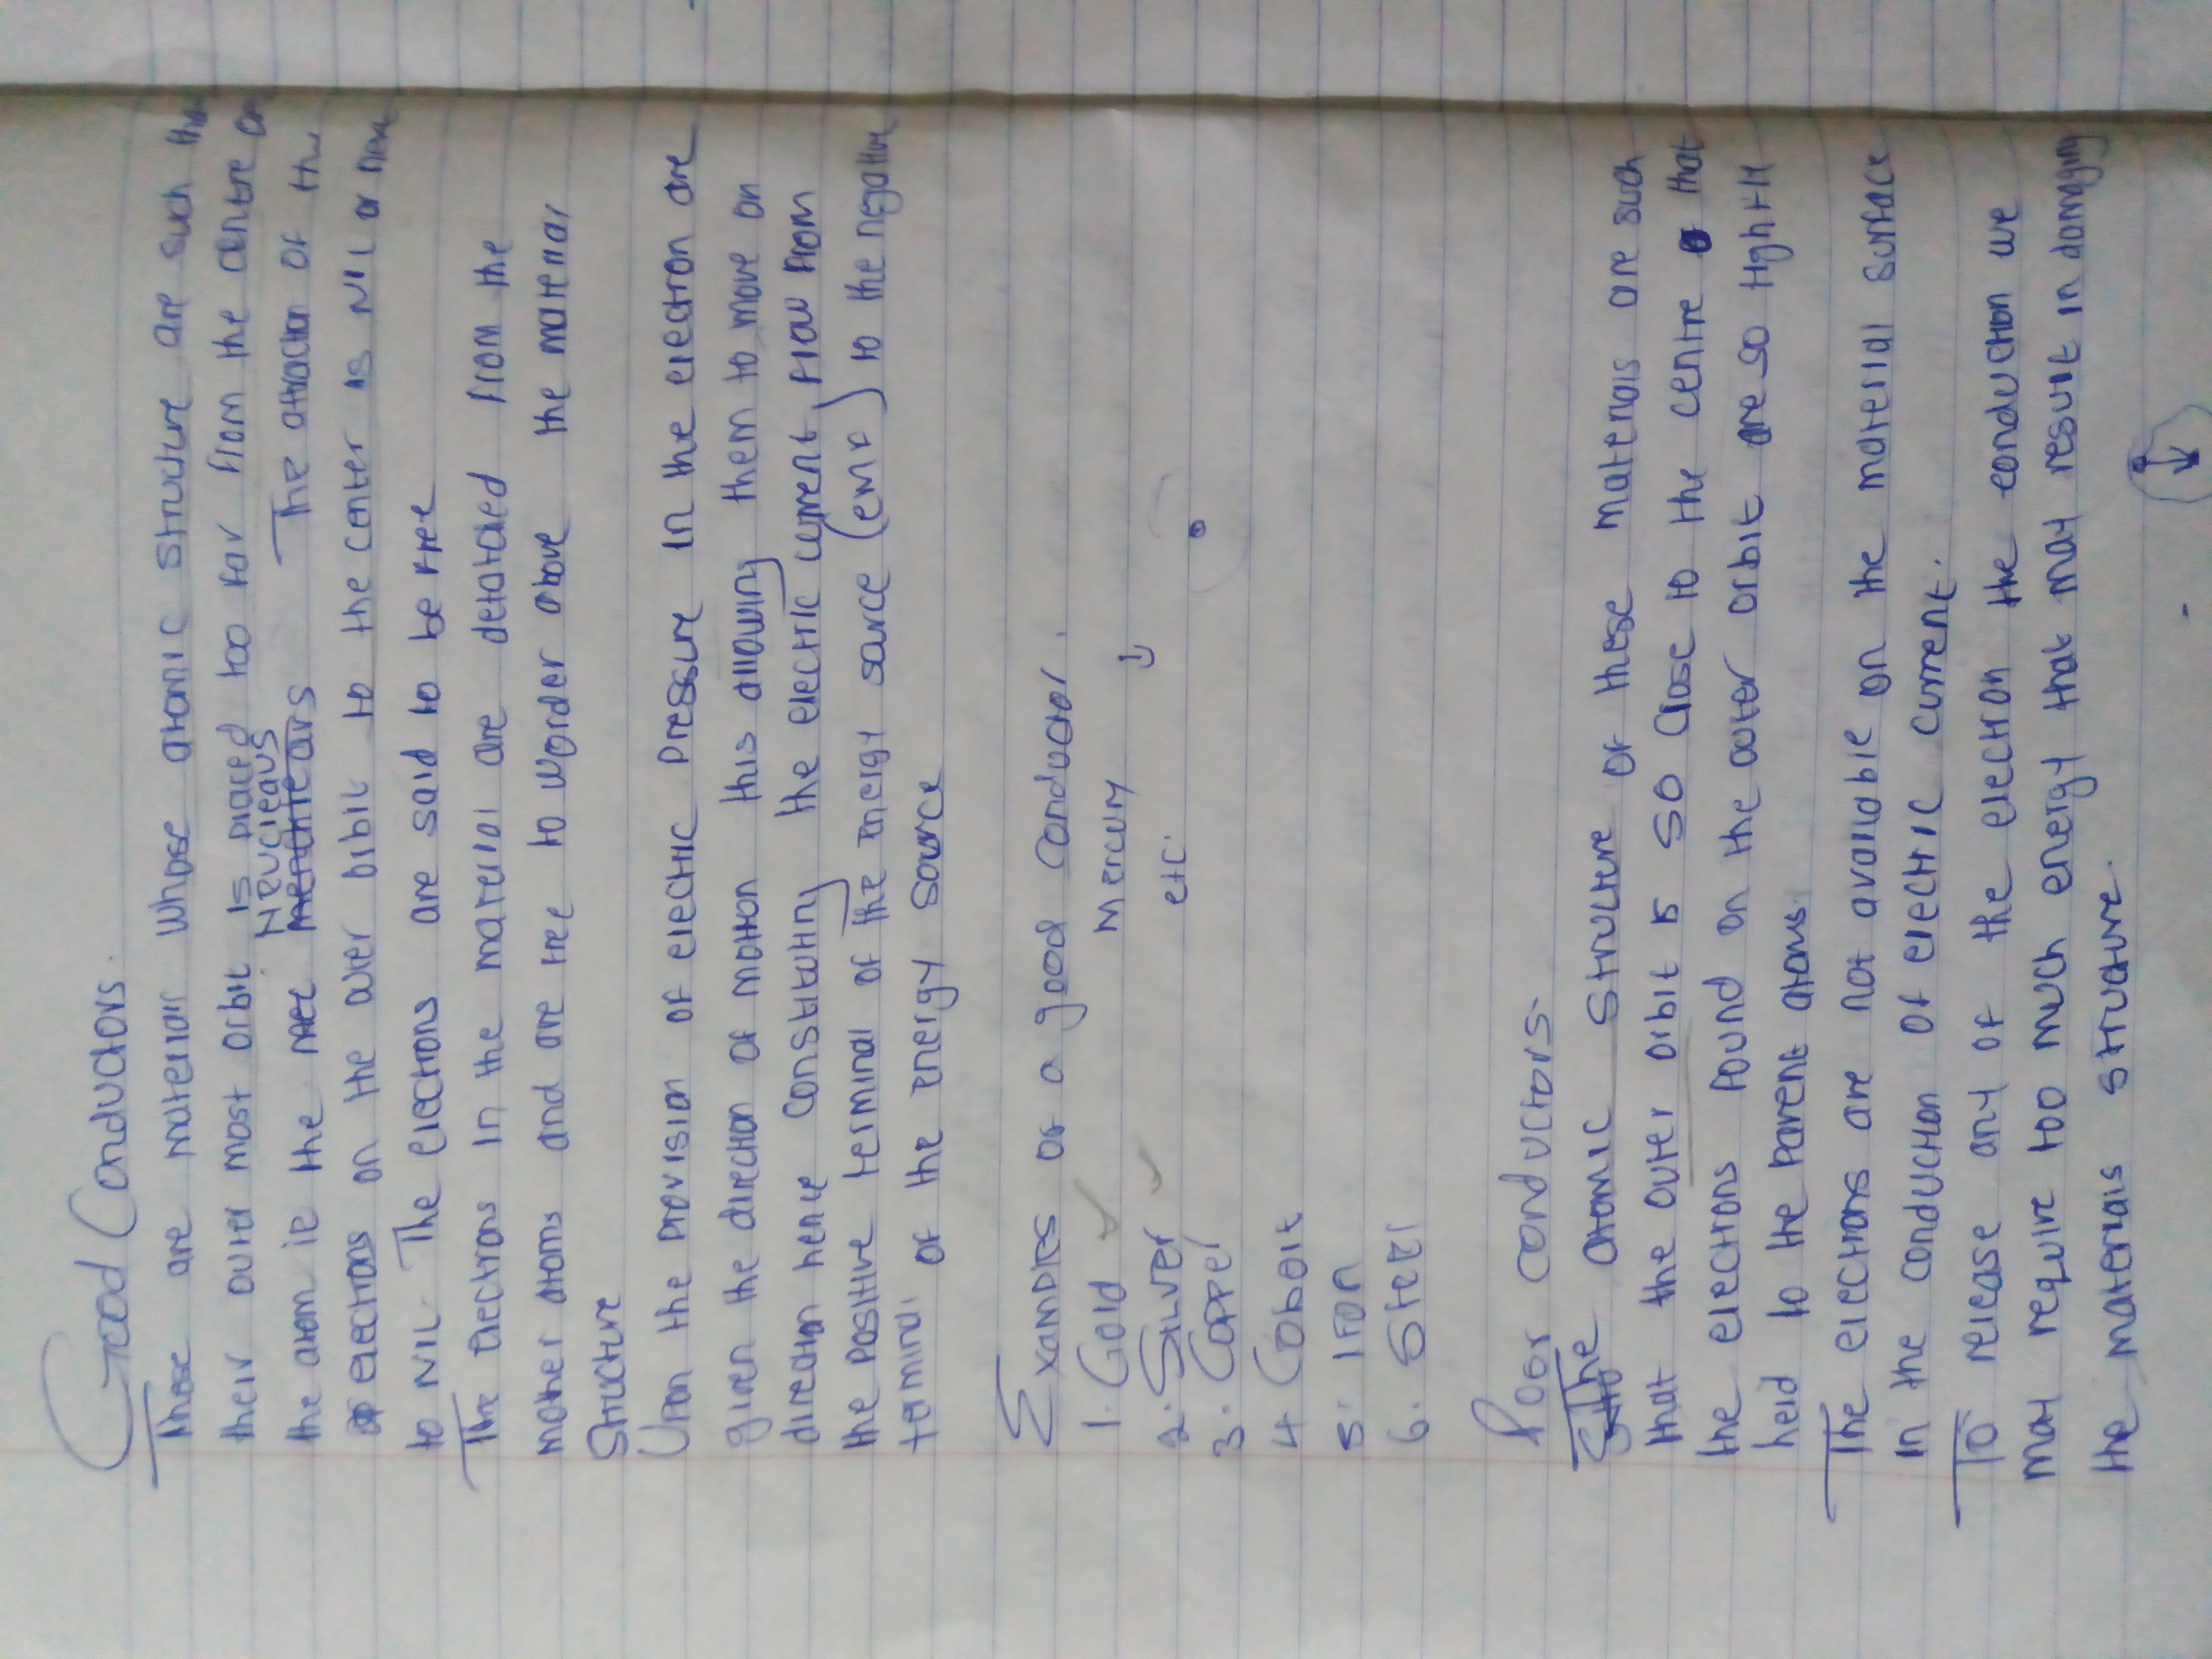 Good Conductors.
These are materials whose atomic structure are such
their outer most orbit is placed too far from the centre of
Neucleaus
the atom ie the The attraction of the
electrons on the outer orbit to the center is NIL or next
to NIL. The electrons are said to be free
The electrons in the material are detatched from the
mother atoms and are free to worder above the material
Structure
Upon the provision of electric pressure in the electron are
given the direction of motion this allowing them to move on
direction hence constituting the electric current, flow from
the positive terminal of the energy source (emf) to the negative
terminal of the energy source
Examples of a good conductor.
1. Gold Mercury
2. Silver etc.
3. Copper
4 Cobalt
5. Iron
6. Steel
Poor conductors.
The atomic structure of these materials are such
that the outer orbit is so close to the centre that
the electrons found on the outer orbit are so tightly
held to the parent atoms.
The electrons are not available on the material surface
in the conduction of electric current.
To release any of the electron the conduction we
may require too much energy that may result in damaging
the materials structure.